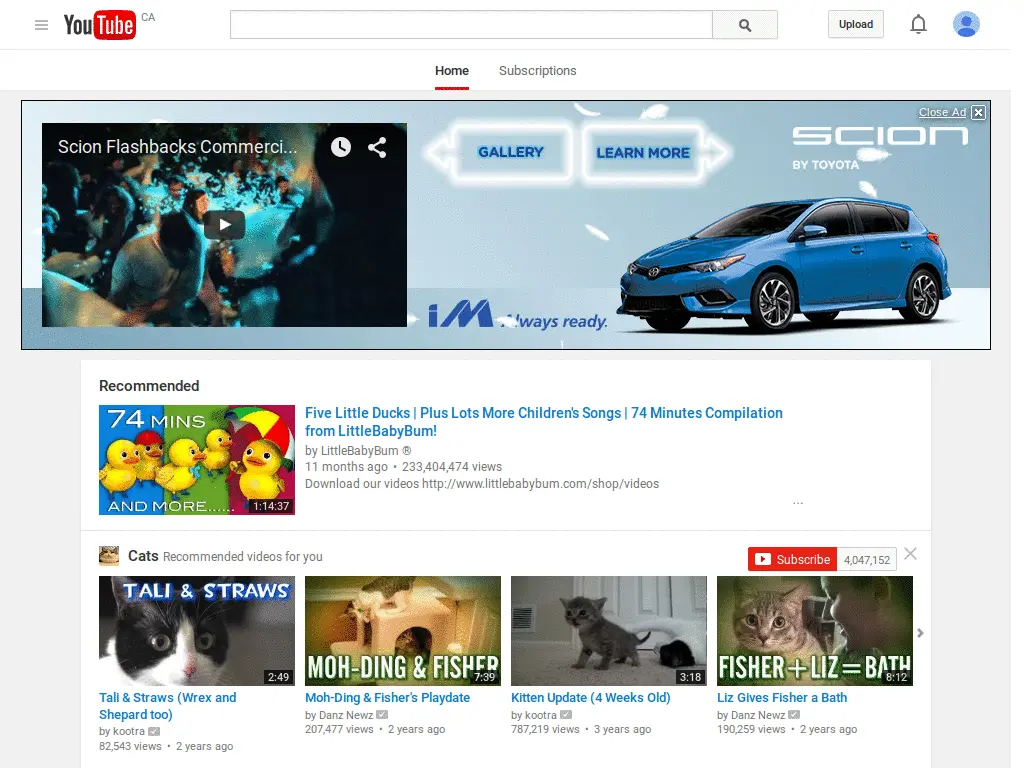 YouTube CA
Upload
Home Subscriptions
Close Ad
Scion Flashbacks Commerci...
GALLERY
LEARN MORE
SCION
BY TOYOTA
iM Always ready.
Recommended
74 MINS
AND MORE......
1:14:37
Five Little Ducks | Plus Lots More Children's Songs | 74 Minutes Compilation
from LittleBabyBum!
by LittleBabyBum ®
11 months ago • 233,404,474 views
Download our videos http://www.littlebabybum.com/shop/videos
...
Cats Recommended videos for you
Subscribe 4,047,152
TALI & STRAWS
2:49
Tali & Straws (Wrex and
Shepard too)
by kootra
82,543 views • 2 years ago
MOH-DING & FISHER
7:39
Moh-Ding & Fisher's Playdate
by Danz Newz
207,477 views • 2 years ago
3:18
Kitten Update (4 Weeks Old)
by kootra
787,219 views • 3 years ago
FISHER+LIZ=BATH
8:12
Liz Gives Fisher a Bath
by Danz Newz
190,259 views • 2 years ago